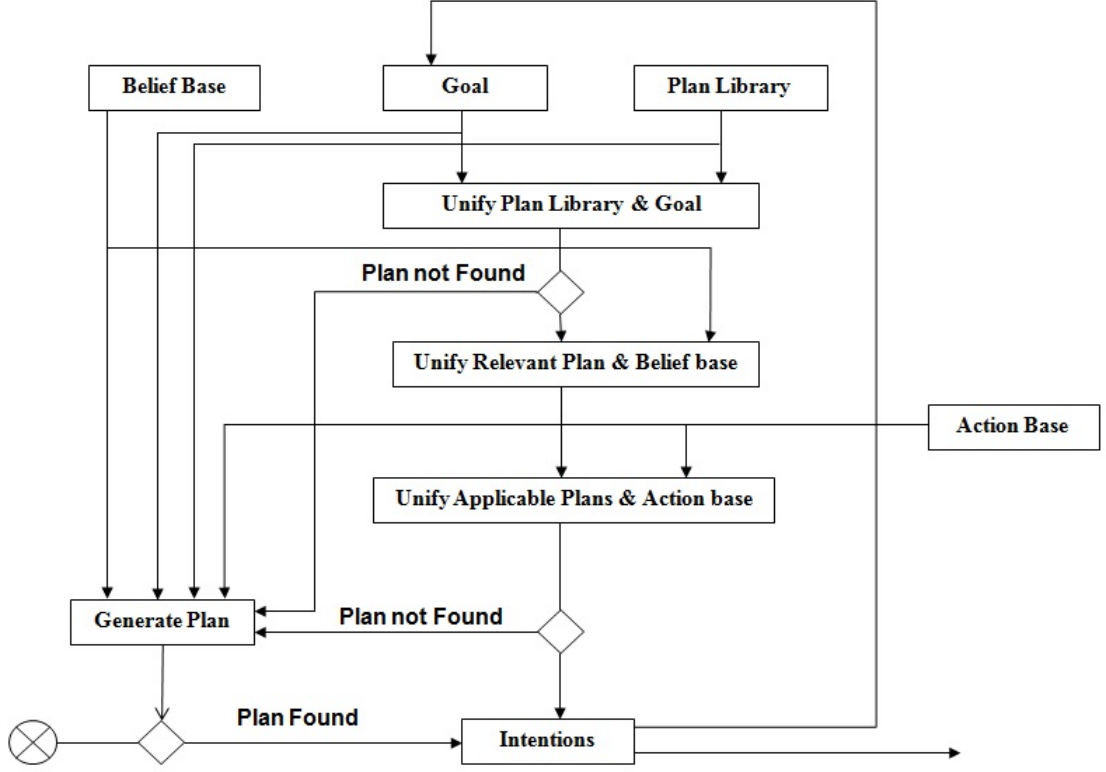 Belief Base
Goal
Plan Library
Unify Plan Library & Goal
Plan not Found
Unify Relevant Plan & Belief base
Action Base
Unify Applicable Plans & Action base
Generate Plan
Plan not Found
Plan Found
Intentions